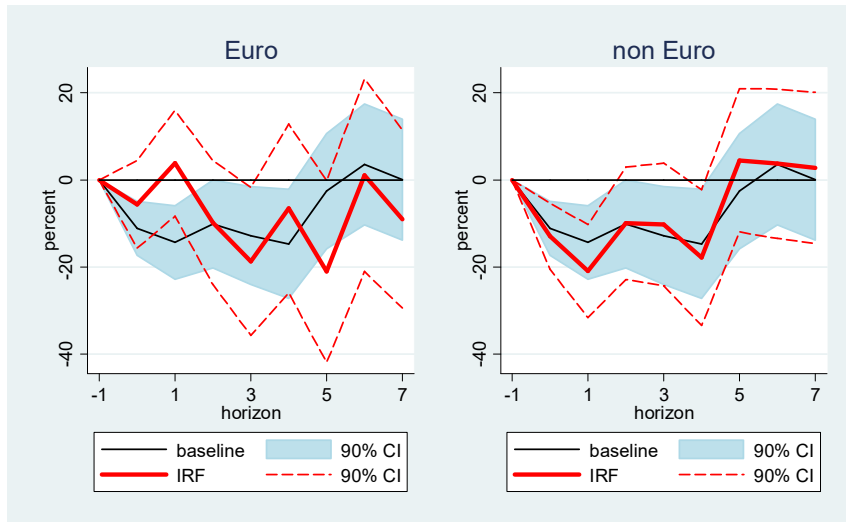 Euro
percent
20
0
-20
-40
-1 1 3 5 7
horizon
baseline 90% CI
IRF 90% CI
non Euro
percent
20
0
-20
-40
-1 1 3 5 7
horizon
baseline 90% CI
IRF 90% CI